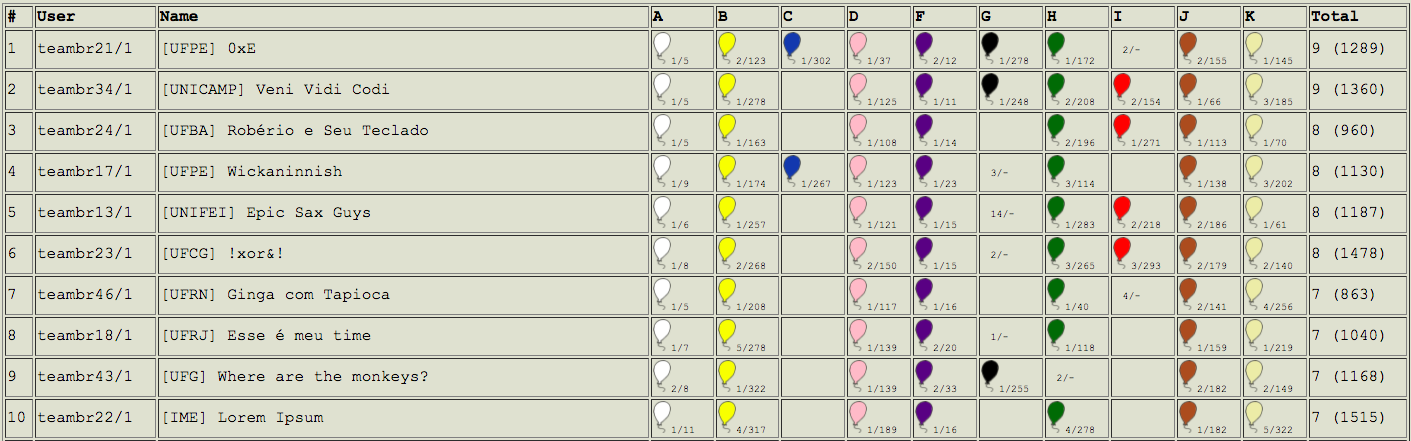 # User Name A B C D F G H I J K Total
1 teambr21/1 [UFPE] 0xE 1/5 2/123 1/302 1/37 2/12 1/278 1/172 2/- 2/155 1/145 9 (1289)
2 teambr34/1 [UNICAMP] Veni Vidi Codi 1/5 1/278 1/125 1/11 1/248 2/208 2/154 1/66 3/185 9 (1360)
3 teambr24/1 [UFBA] Robério e Seu Teclado 1/5 1/163 1/108 1/14 2/196 1/271 1/113 1/70 8 (960)
4 teambr17/1 [UFPE] Wickaninnish 1/9 1/174 1/267 1/123 1/23 3/- 3/114 1/138 3/202 8 (1130)
5 teambr13/1 [UNIFEI] Epic Sax Guys 1/6 1/257 1/121 1/15 14/- 1/283 2/218 2/186 1/61 8 (1187)
6 teambr23/1 [UFCG] !xor&! 1/8 2/268 2/150 1/15 2/- 3/265 3/293 2/179 2/140 8 (1478)
7 teambr46/1 [UFRN] Ginga com Tapioca 1/5 1/208 1/117 1/16 1/40 4/- 2/141 4/256 7 (863)
8 teambr18/1 [UFRJ] Esse é meu time 1/7 5/278 1/139 2/20 1/- 1/118 1/159 1/219 7 (1040)
9 teambr43/1 [UFG] Where are the monkeys? 2/8 1/322 1/139 2/33 1/255 2/- 2/182 2/149 7 (1168)
10 teambr22/1 [IME] Lorem Ipsum 1/11 4/317 1/189 1/16 4/278 1/182 5/322 7 (1515)